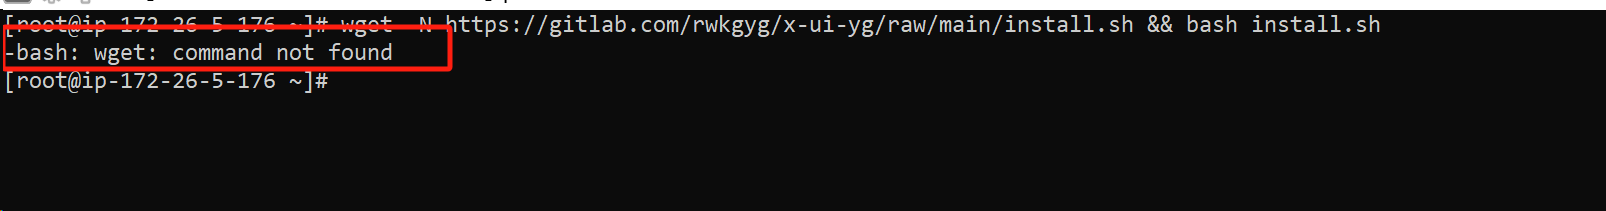 [root@ip-172-26-5-176 ~]# wget -N https://gitlab.com/rwkgyg/x-ui-yg/raw/main/install.sh && bash install.sh
-bash: wget: command not found
[root@ip-172-26-5-176 ~]#